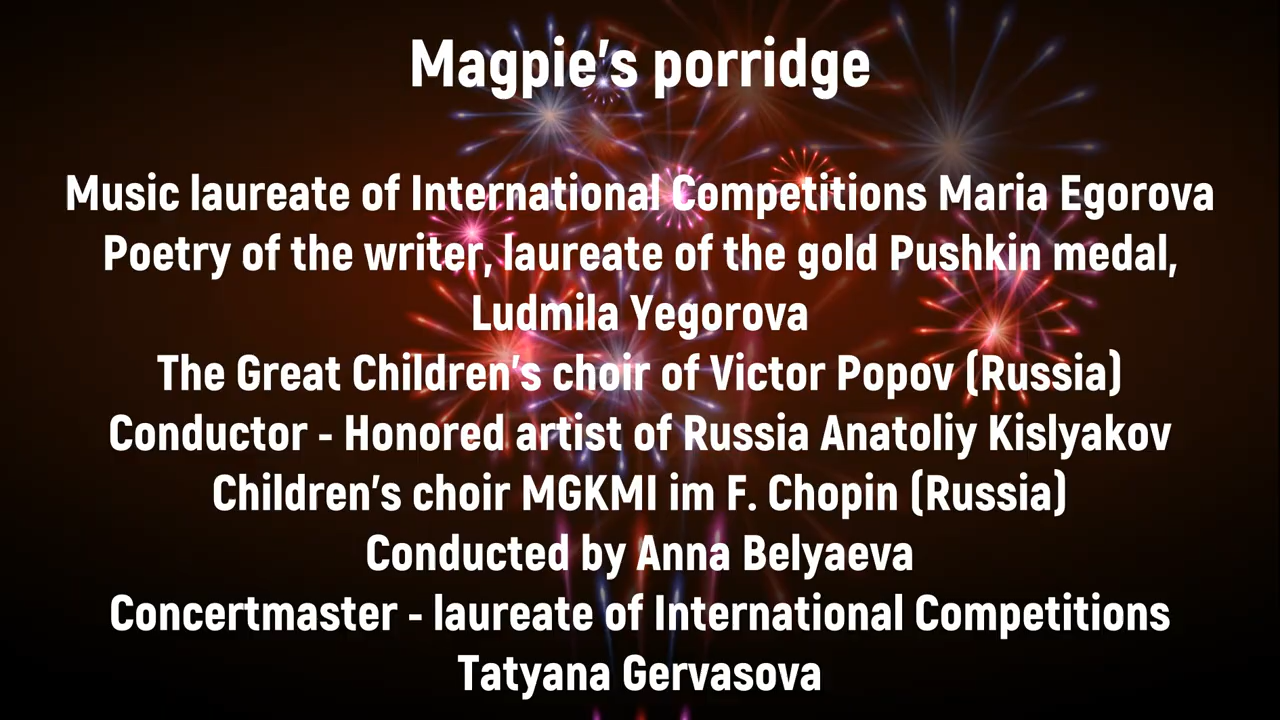 Magpie's porridge
Music laureate of International Competitions Maria Egorova
Poetry of the writer, laureate of the gold Pushkin medal,
Ludmila Yegorova
The Great Children's choir of Victor Popov (Russia)
Conductor - Honored artist of Russia Anatoliy Kislyakov
Children's choir MGKMI im F. Chopin (Russia)
Conducted by Anna Belyaeva
Concertmaster - laureate of International Competitions
Tatyana Gervasova